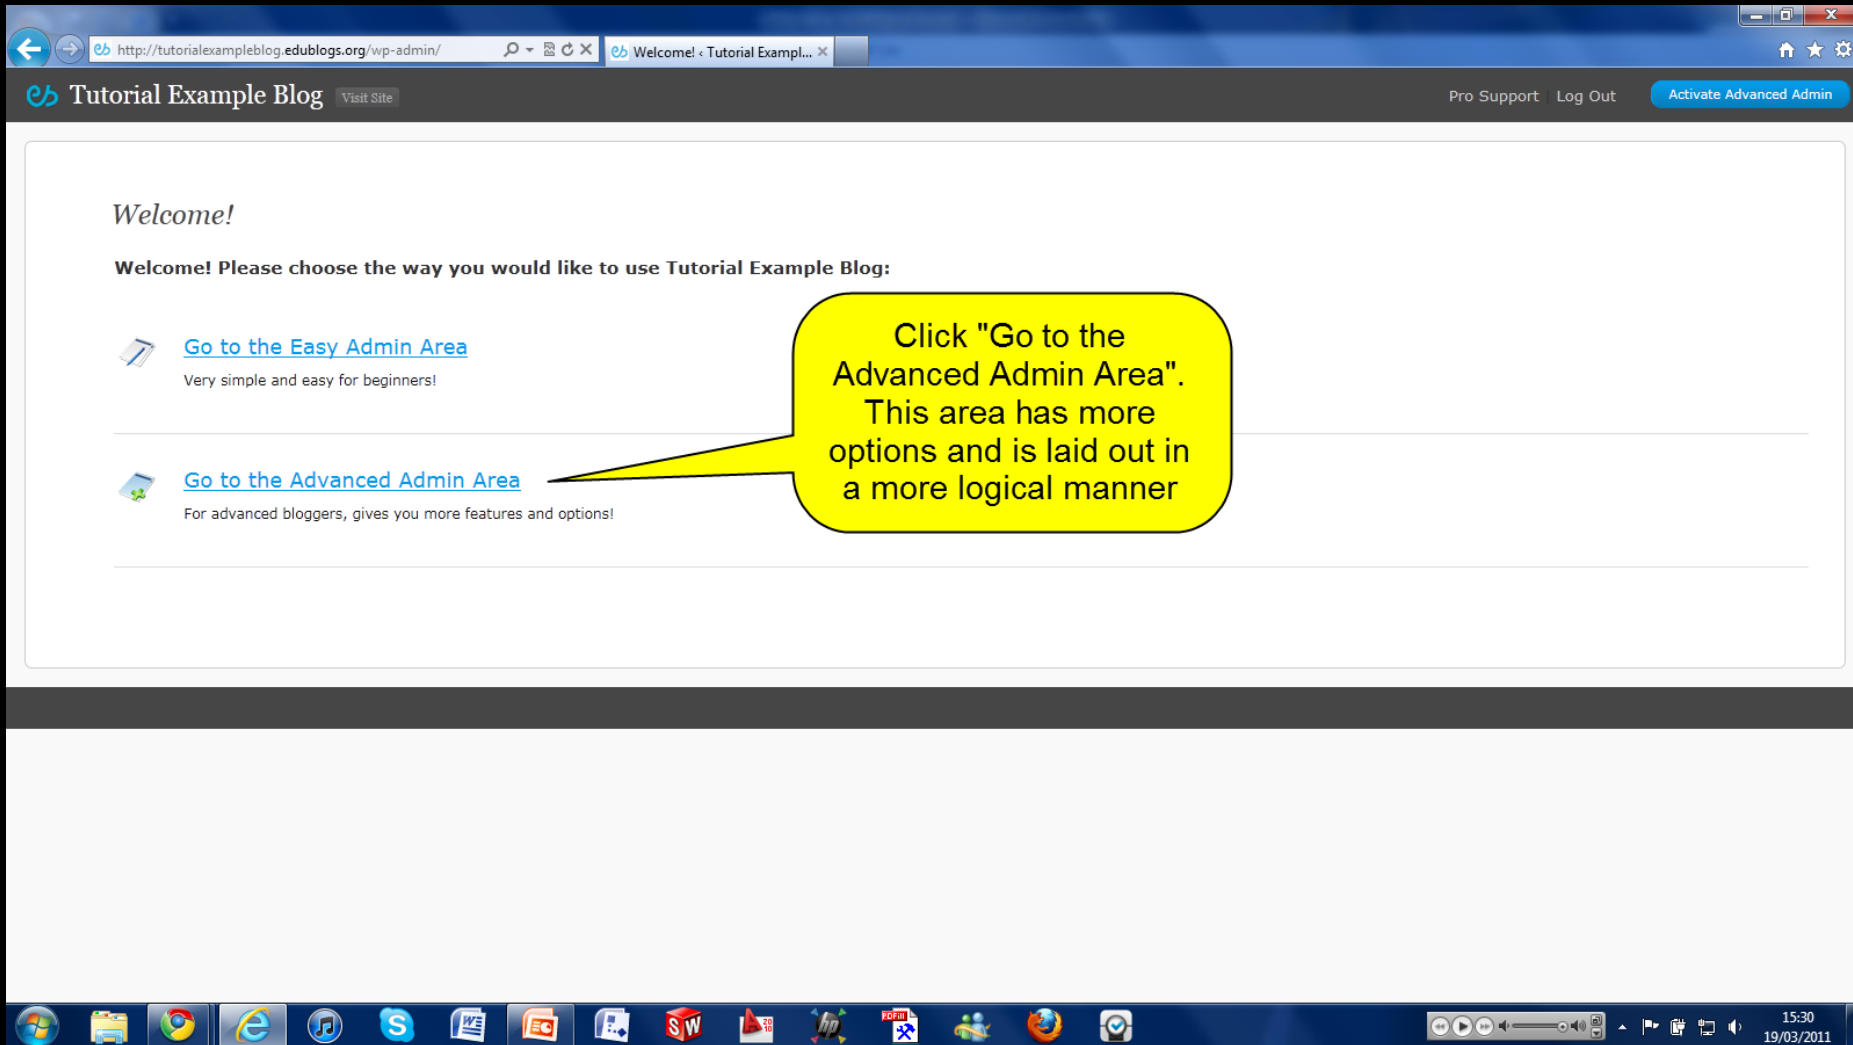 http://tutorialexampleblog.edublogs.org/wp-admin/
Welcome! ‹ Tutorial Exampl...
Tutorial Example Blog Visit Site
Pro Support Log Out Activate Advanced Admin
Welcome!
Welcome! Please choose the way you would like to use Tutorial Example Blog:
Go to the Easy Admin Area
Very simple and easy for beginners!
Go to the Advanced Admin Area
For advanced bloggers, gives you more features and options!
Click "Go to the
Advanced Admin Area".
This area has more
options and is laid out in
a more logical manner
15:30
19/03/2011